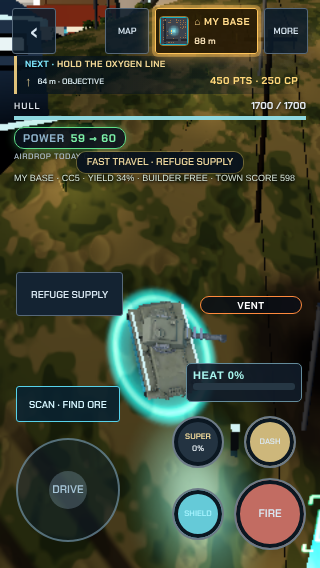 ‹
MAP
⌂ MY BASE
88 m
MORE
NEXT · HOLD THE OXYGEN LINE
↑ 64 m · OBJECTIVE
450 PTS · 250 CP
HULL
1700 / 1700
POWER 59 → 60
AIRDROP TODAY
FAST TRAVEL · REFUGE SUPPLY
MY BASE · CC5 · YIELD 34% · BUILDER FREE · TOWN SCORE 598
REFUGE SUPPLY
VENT
HEAT 0%
SCAN · FIND ORE
SUPER
0%
DASH
DRIVE
SHIELD
FIRE